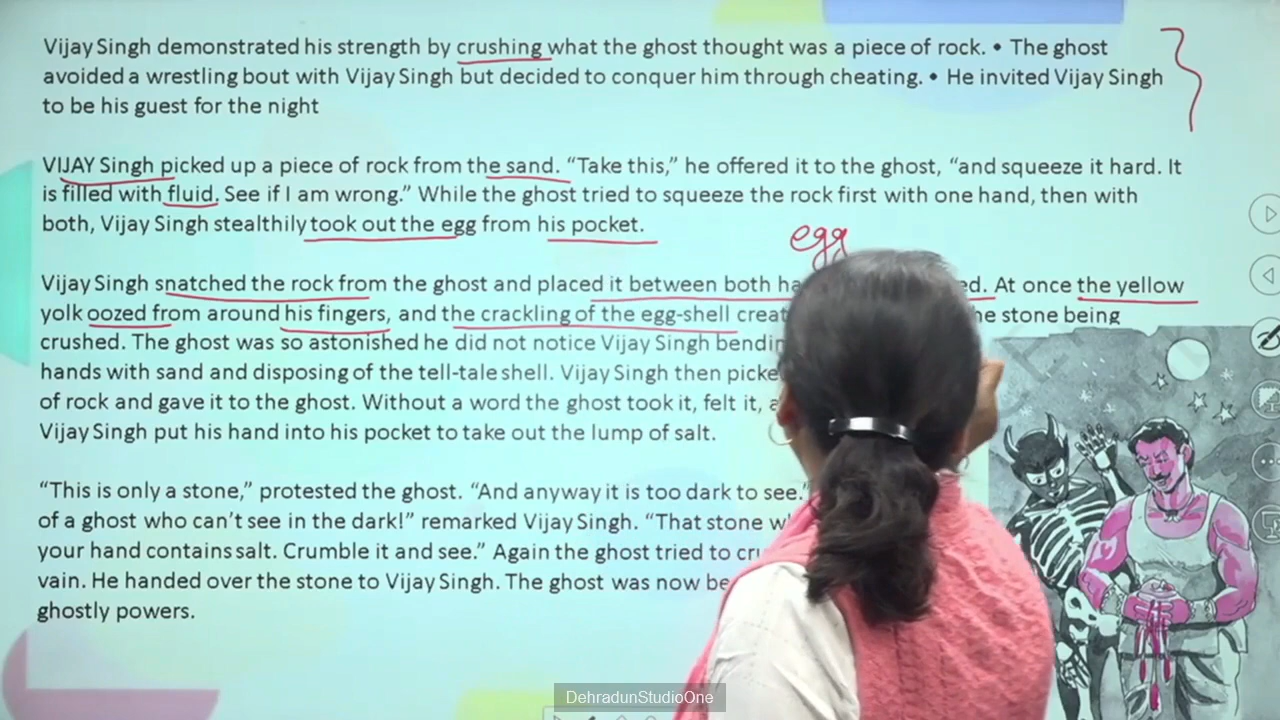 Vijay Singh demonstrated his strength by crushing what the ghost thought was a piece of rock. • The ghost
avoided a wrestling bout with Vijay Singh but decided to conquer him through cheating. • He invited Vijay Singh
to be his guest for the night
VIJAY Singh picked up a piece of rock from the sand. “Take this,” he offered it to the ghost, “and squeeze it hard. It
is filled with fluid. See if I am wrong.” While the ghost tried to squeeze the rock first with one hand, then with
both, Vijay Singh stealthily took out the egg from his pocket.
egg
Vijay Singh snatched the rock from the ghost and placed it between both ha ed. At once the yellow
yolk oozed from around his fingers, and the crackling of the egg-shell creat he stone being
crushed. The ghost was so astonished he did not notice Vijay Singh bendin
hands with sand and disposing of the tell-tale shell. Vijay Singh then picke
of rock and gave it to the ghost. Without a word the ghost took it, felt it, a
Vijay Singh put his hand into his pocket to take out the lump of salt.
“This is only a stone,” protested the ghost. “And anyway it is too dark to see.”
of a ghost who can’t see in the dark!” remarked Vijay Singh. “That stone wh
your hand contains salt. Crumble it and see.” Again the ghost tried to cru
vain. He handed over the stone to Vijay Singh. The ghost was now be
ghostly powers.
DehradunStudioOne